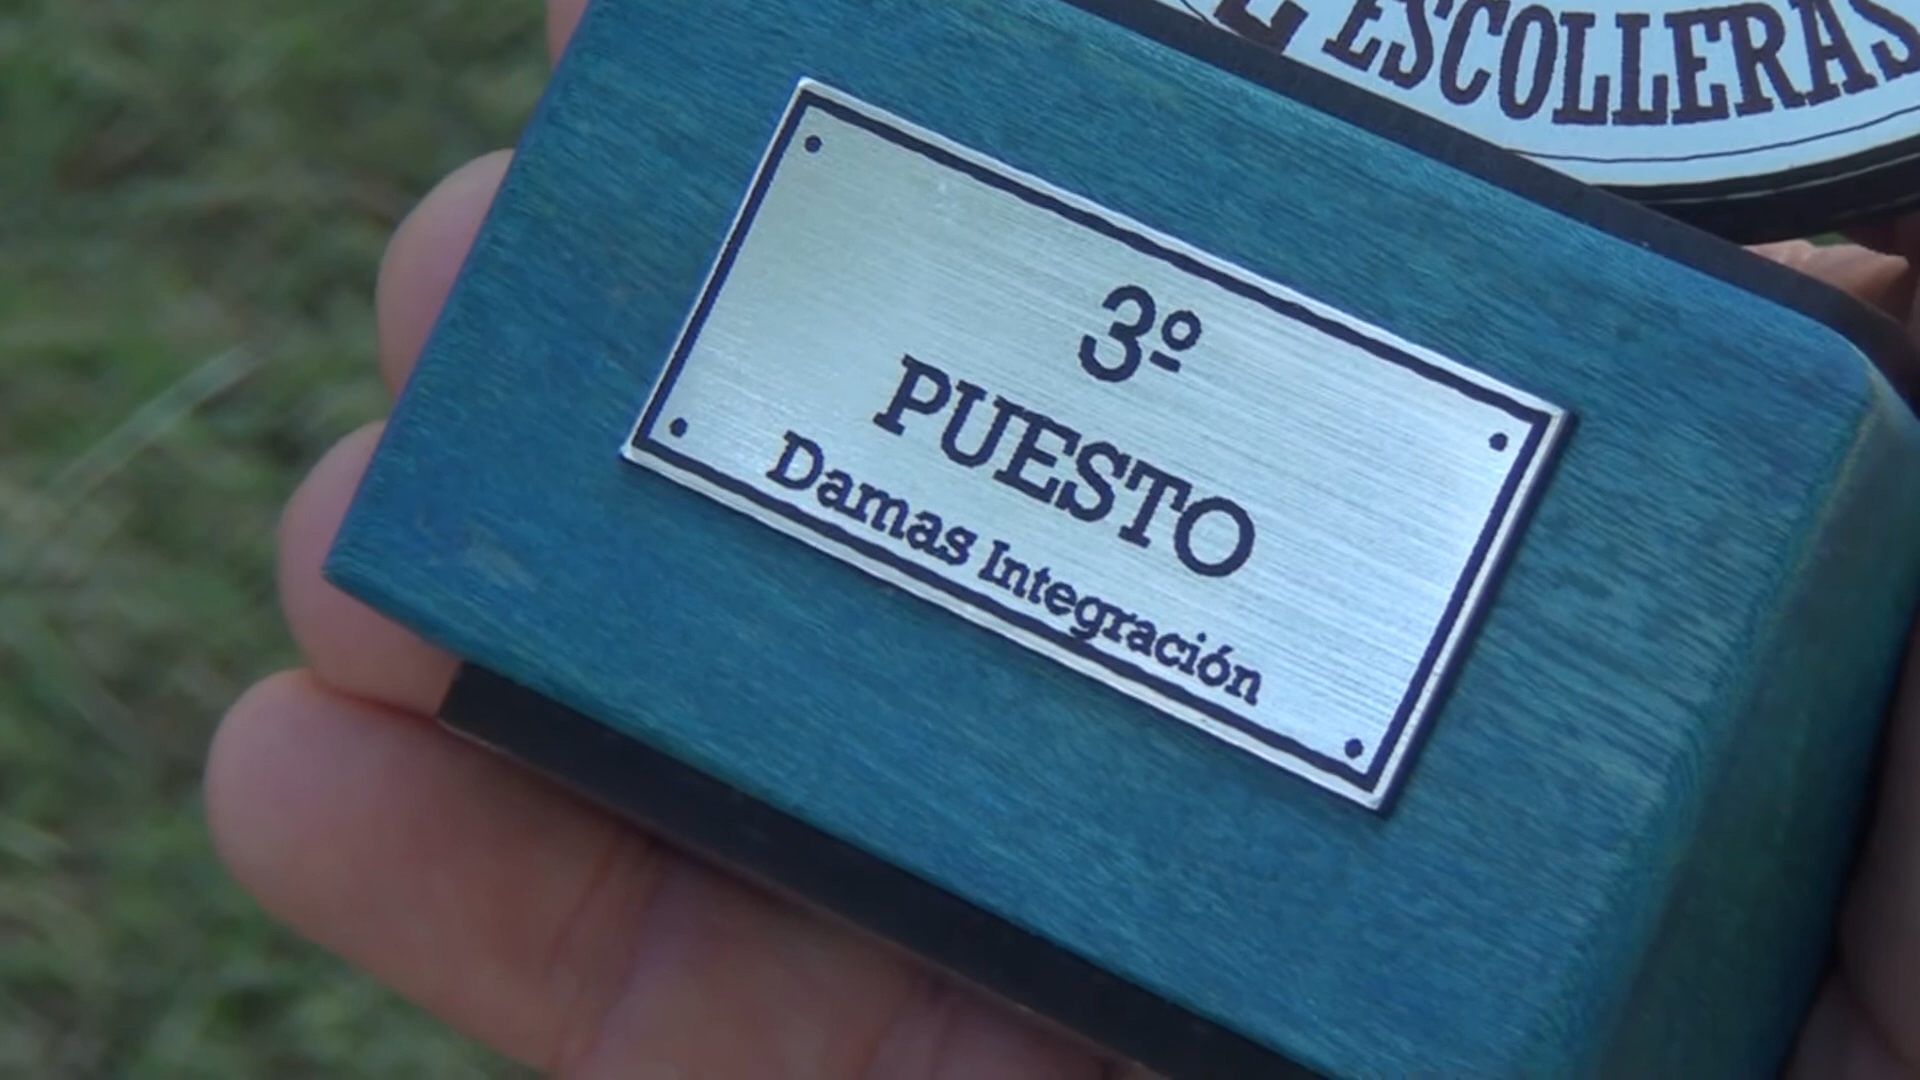 ESCOLLERAS
3º
PUESTO
Damas Integración